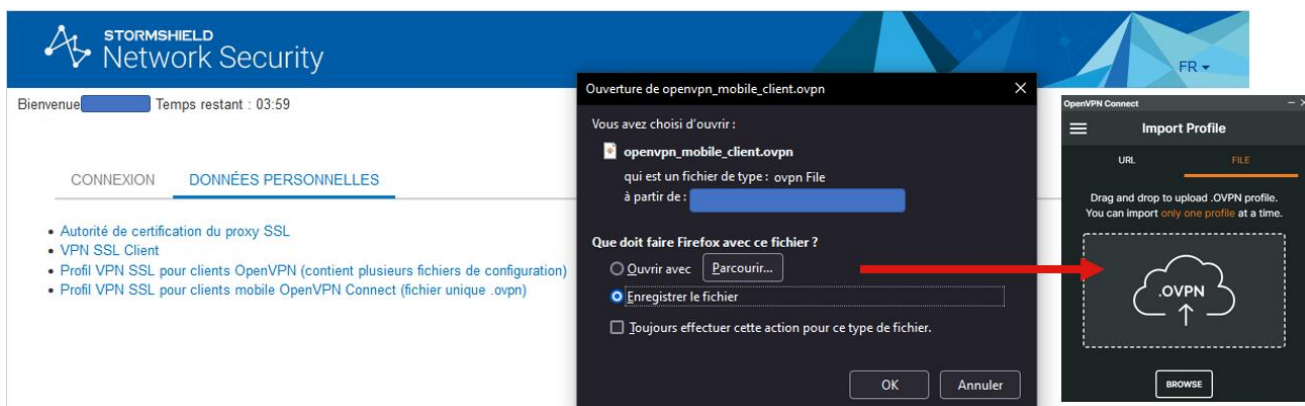 STORMSHIELD
Network Security
FR
Bienvenue Temps restant : 03:59
CONNEXION DONNÉES PERSONNELLES
• Autorité de certification du proxy SSL
• VPN SSL Client
• Profil VPN SSL pour clients OpenVPN (contient plusieurs fichiers de configuration)
• Profil VPN SSL pour clients mobile OpenVPN Connect (fichier unique .ovpn)
Ouverture de openvpn_mobile_client.ovpn
Vous avez choisi d'ouvrir :
openvpn_mobile_client.ovpn
qui est un fichier de type : ovpn File
à partir de :
Que doit faire Firefox avec ce fichier ?
Ouvrir avec Parcourir...
Enregistrer le fichier
Toujours effectuer cette action pour ce type de fichier.
OK Annuler
OpenVPN Connect
Import Profile
URL FILE
Drag and drop to upload .OVPN profile.
You can import only one profile at a time.
.OVPN
BROWSE